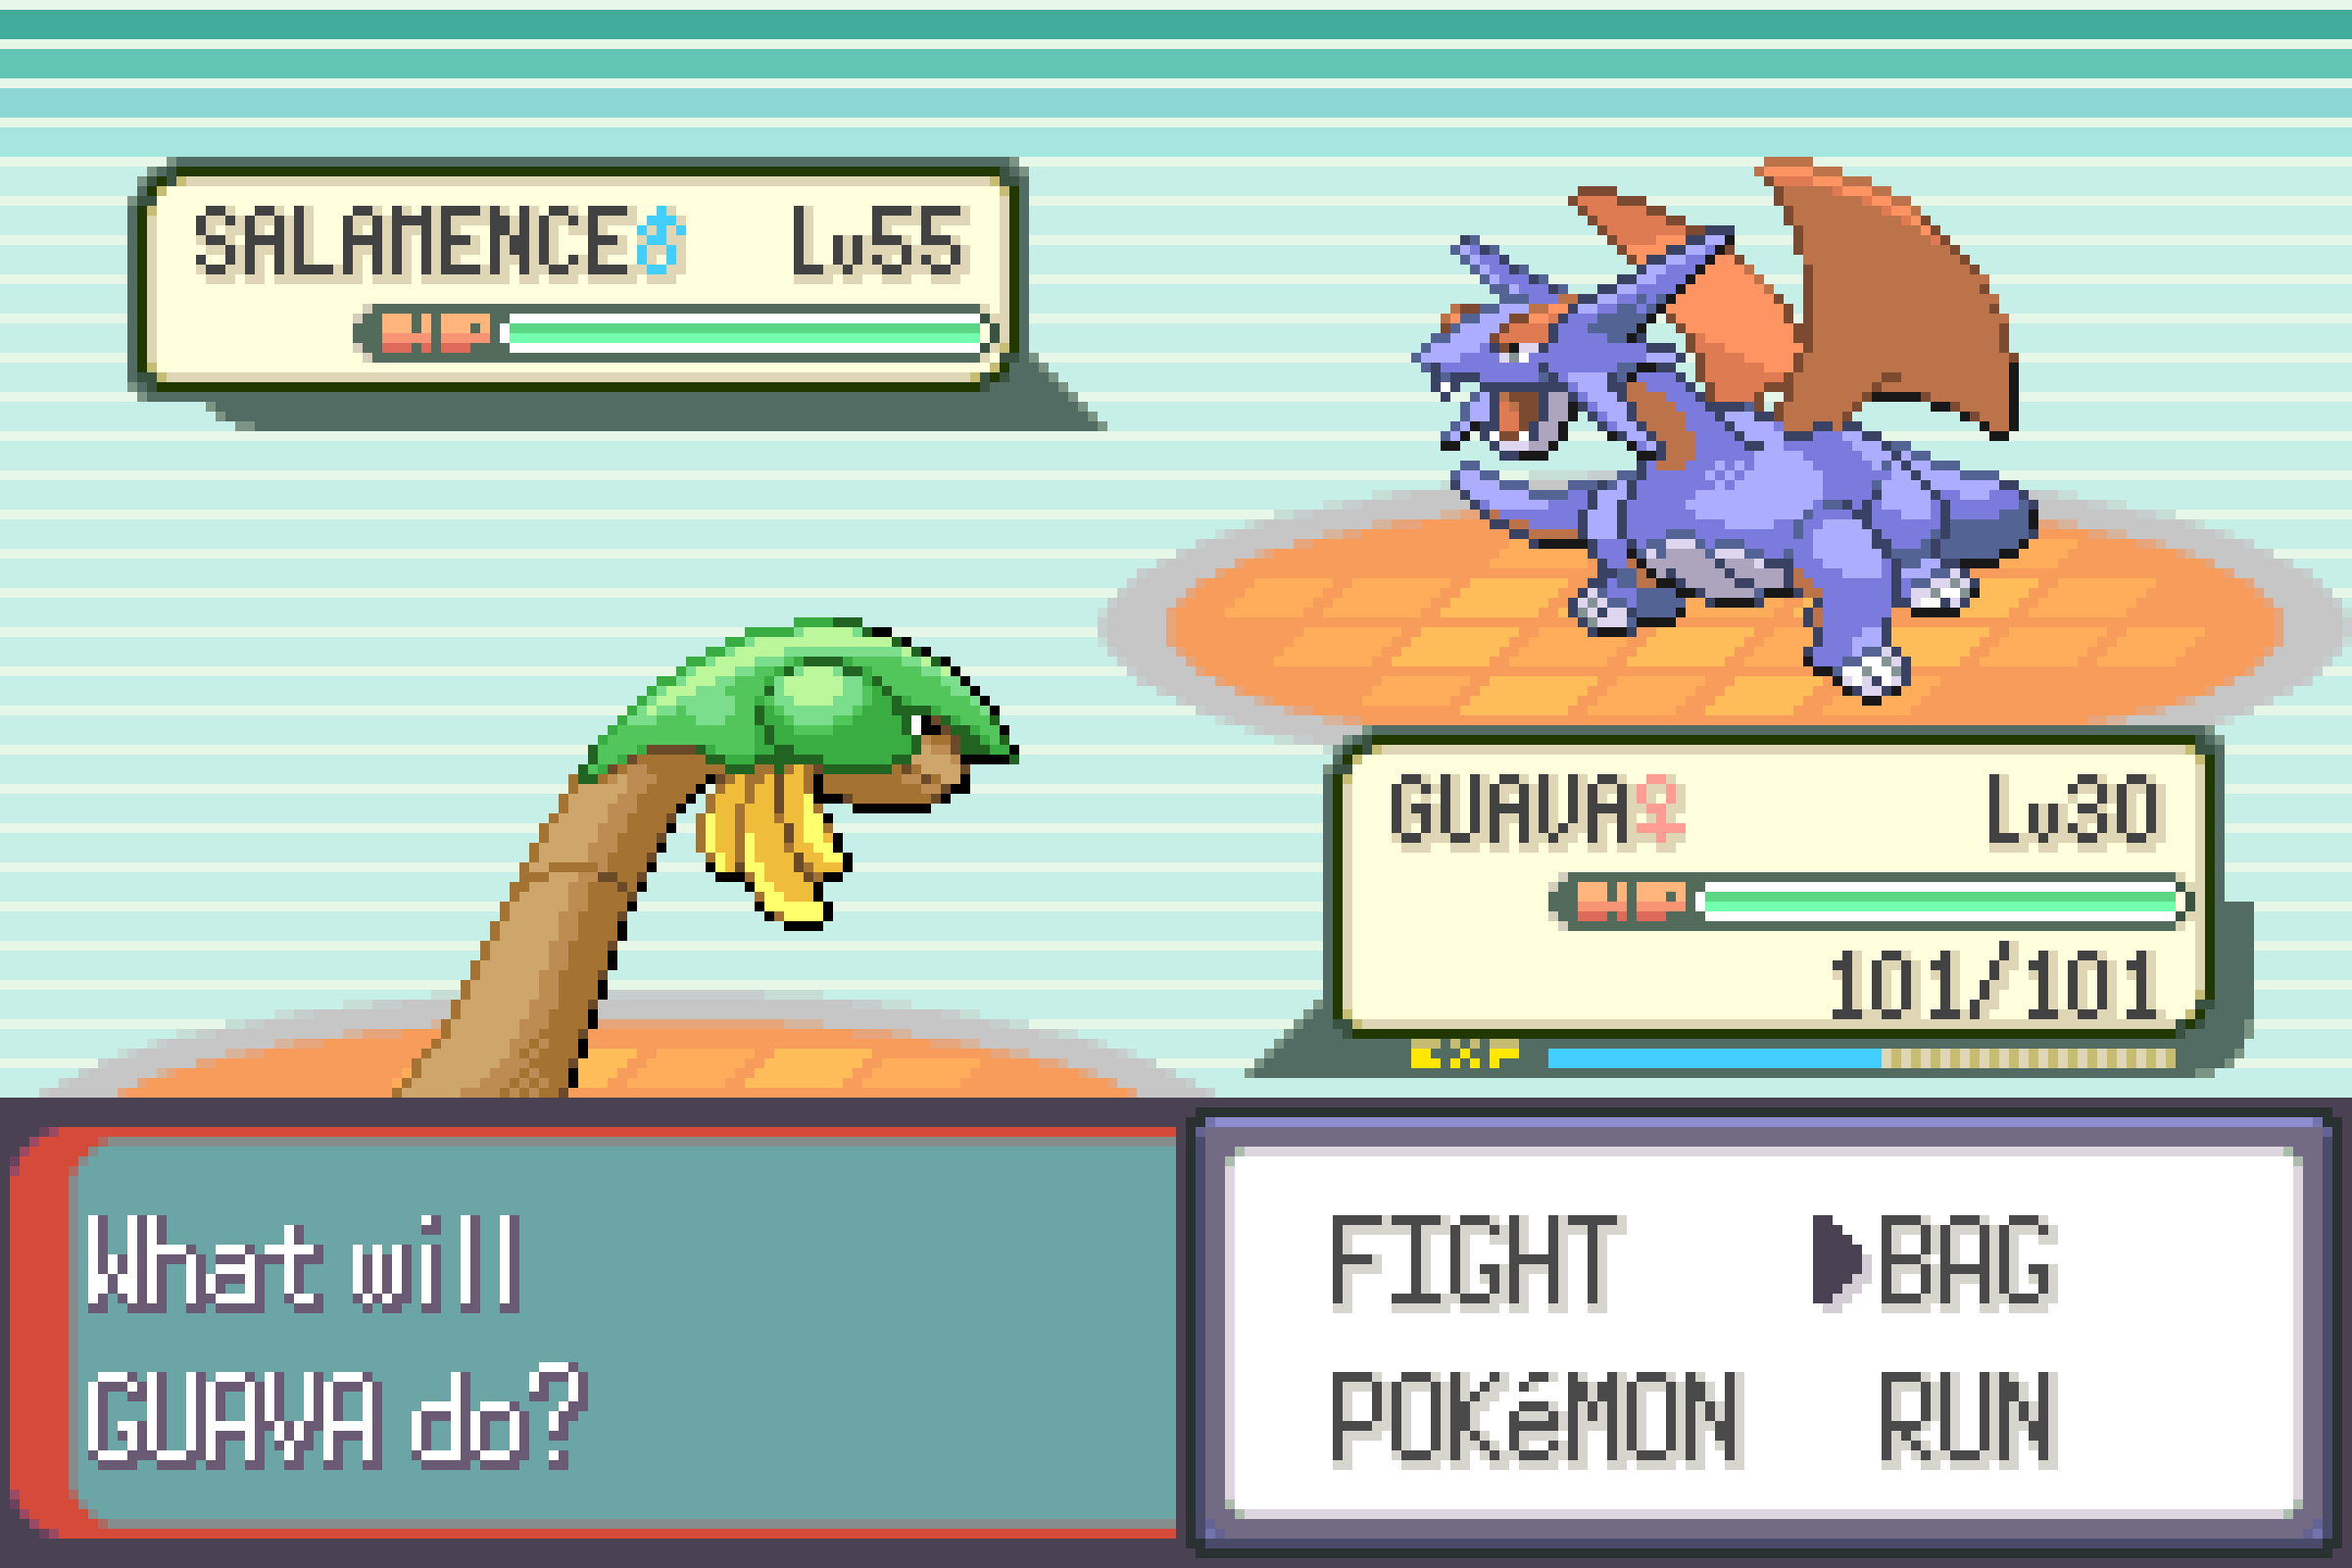 SALAMENCE♂ Lv55
HP
GUAVA♀ Lv30
HP
101/101
EXP
What will
GUAVA do?
FIGHT ▶BAG
POKéMON RUN